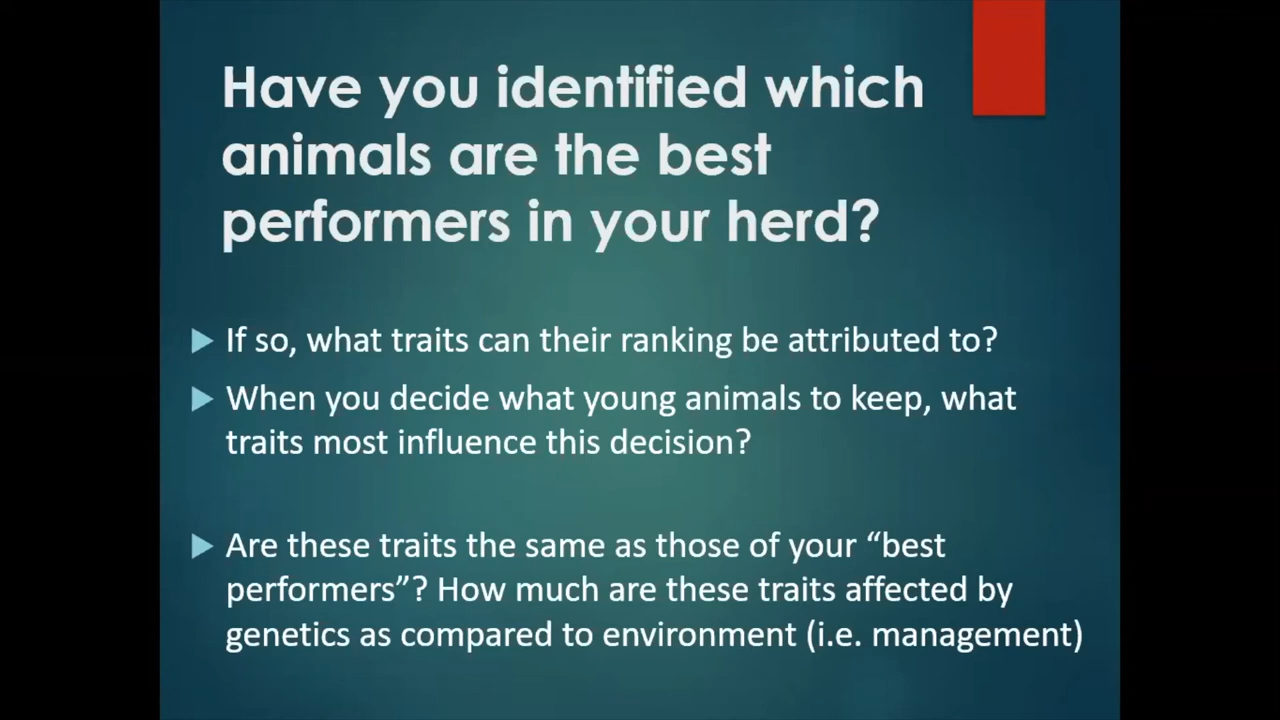 Have you identified which
animals are the best
performers in your herd?
If so, what traits can their ranking be attributed to?
When you decide what young animals to keep, what
traits most influence this decision?
Are these traits the same as those of your “best
performers”? How much are these traits affected by
genetics as compared to environment (i.e. management)